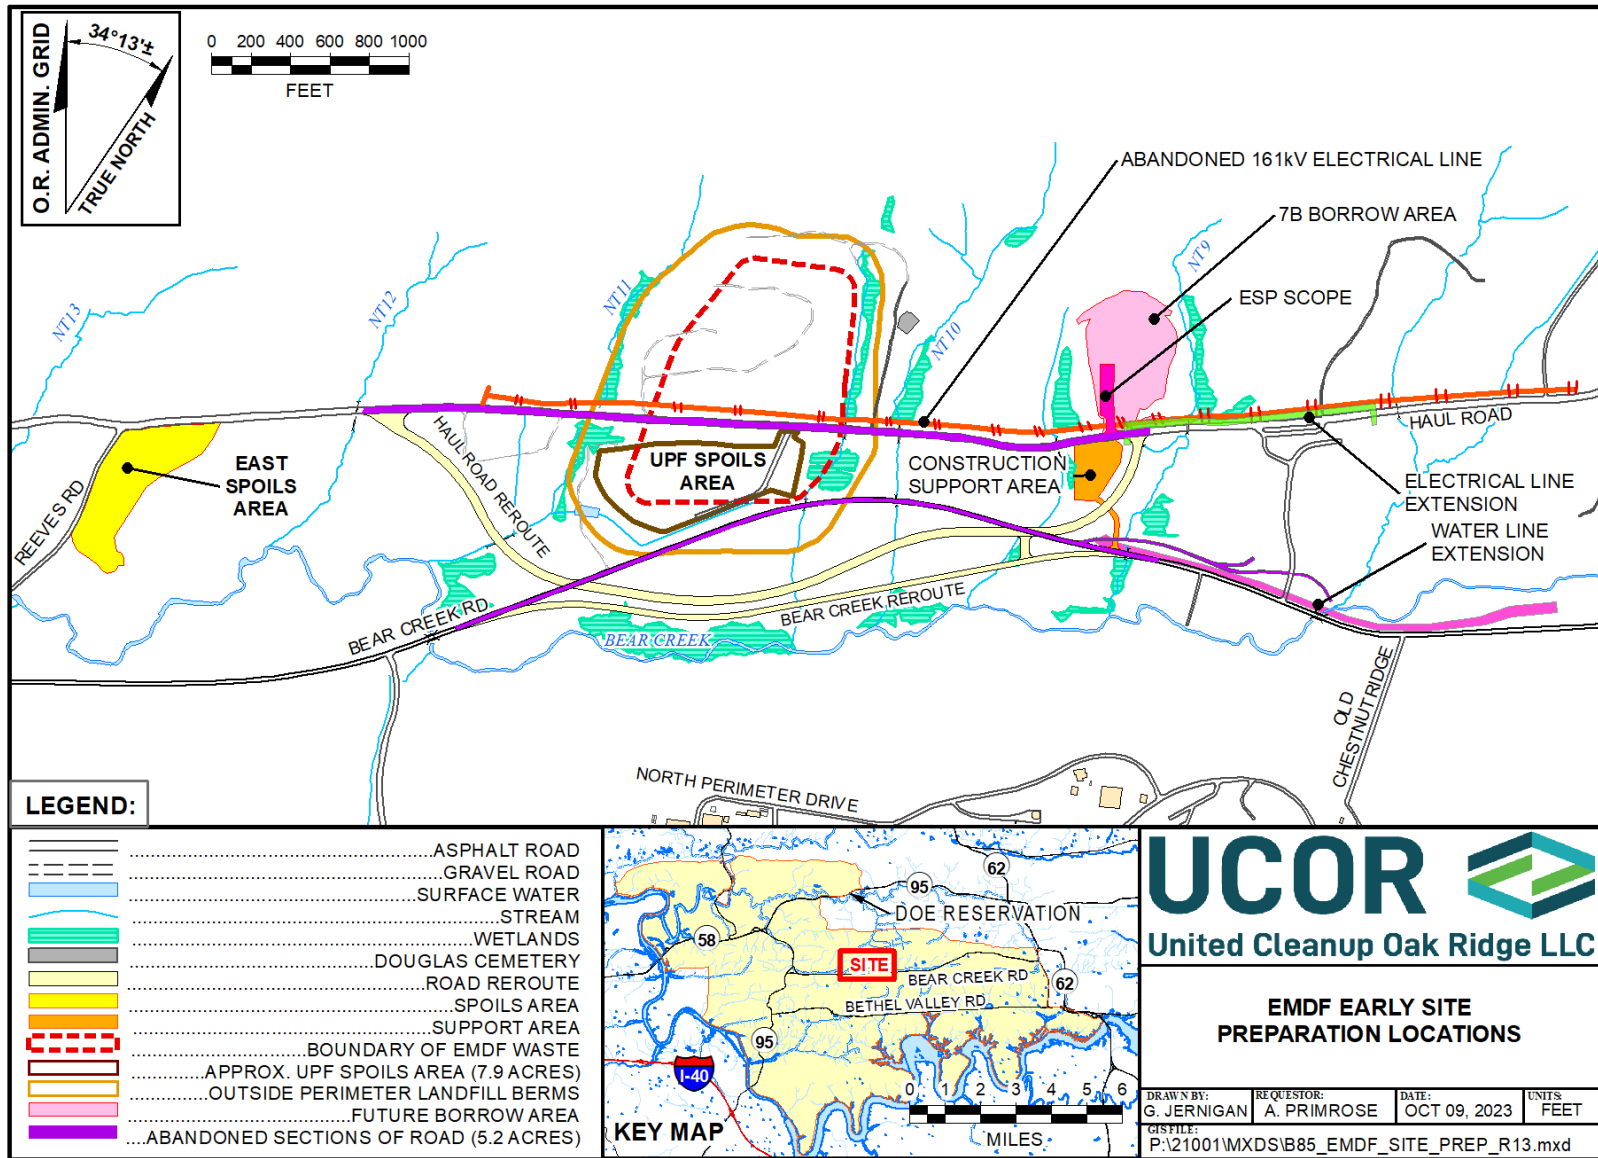 O.R. ADMIN. GRID
34°13'±
TRUE NORTH
0 200 400 600 800 1000
FEET
ABANDONED 161kV ELECTRICAL LINE
7B BORROW AREA
ESP SCOPE
NT13
NT12
NT11
NT10
NT9
HAUL ROAD
HAUL ROAD REROUTE
UPF SPOILS
AREA
CONSTRUCTION
SUPPORT AREA
EAST
SPOILS
AREA
REEVES RD
ELECTRICAL LINE
EXTENSION
WATER LINE
EXTENSION
BEAR CREEK RD
BEAR CREEK REROUTE
BEAR CREEK
OLD
CHESTNUT RIDGE
NORTH PERIMETER DRIVE
LEGEND:
ASPHALT ROAD
GRAVEL ROAD
SURFACE WATER
STREAM
WETLANDS
DOUGLAS CEMETERY
ROAD REROUTE
SPOILS AREA
SUPPORT AREA
BOUNDARY OF EMDF WASTE
APPROX. UPF SPOILS AREA (7.9 ACRES)
OUTSIDE PERIMETER LANDFILL BERMS
FUTURE BORROW AREA
ABANDONED SECTIONS OF ROAD (5.2 ACRES)
62
95
DOE RESERVATION
58
SITE
BEAR CREEK RD
62
BETHEL VALLEY RD
95
I-40
0 1 2 3 4 5 6
MILES
KEY MAP
UCOR
United Cleanup Oak Ridge LLC
EMDF EARLY SITE
PREPARATION LOCATIONS
DRAWN BY:
G. JERNIGAN
REQUESTOR:
A. PRIMROSE
DATE:
OCT 09, 2023
UNITS:
FEET
GIS FILE:
P:\21001\MXDS\B85_EMDF_SITE_PREP_R13.mxd